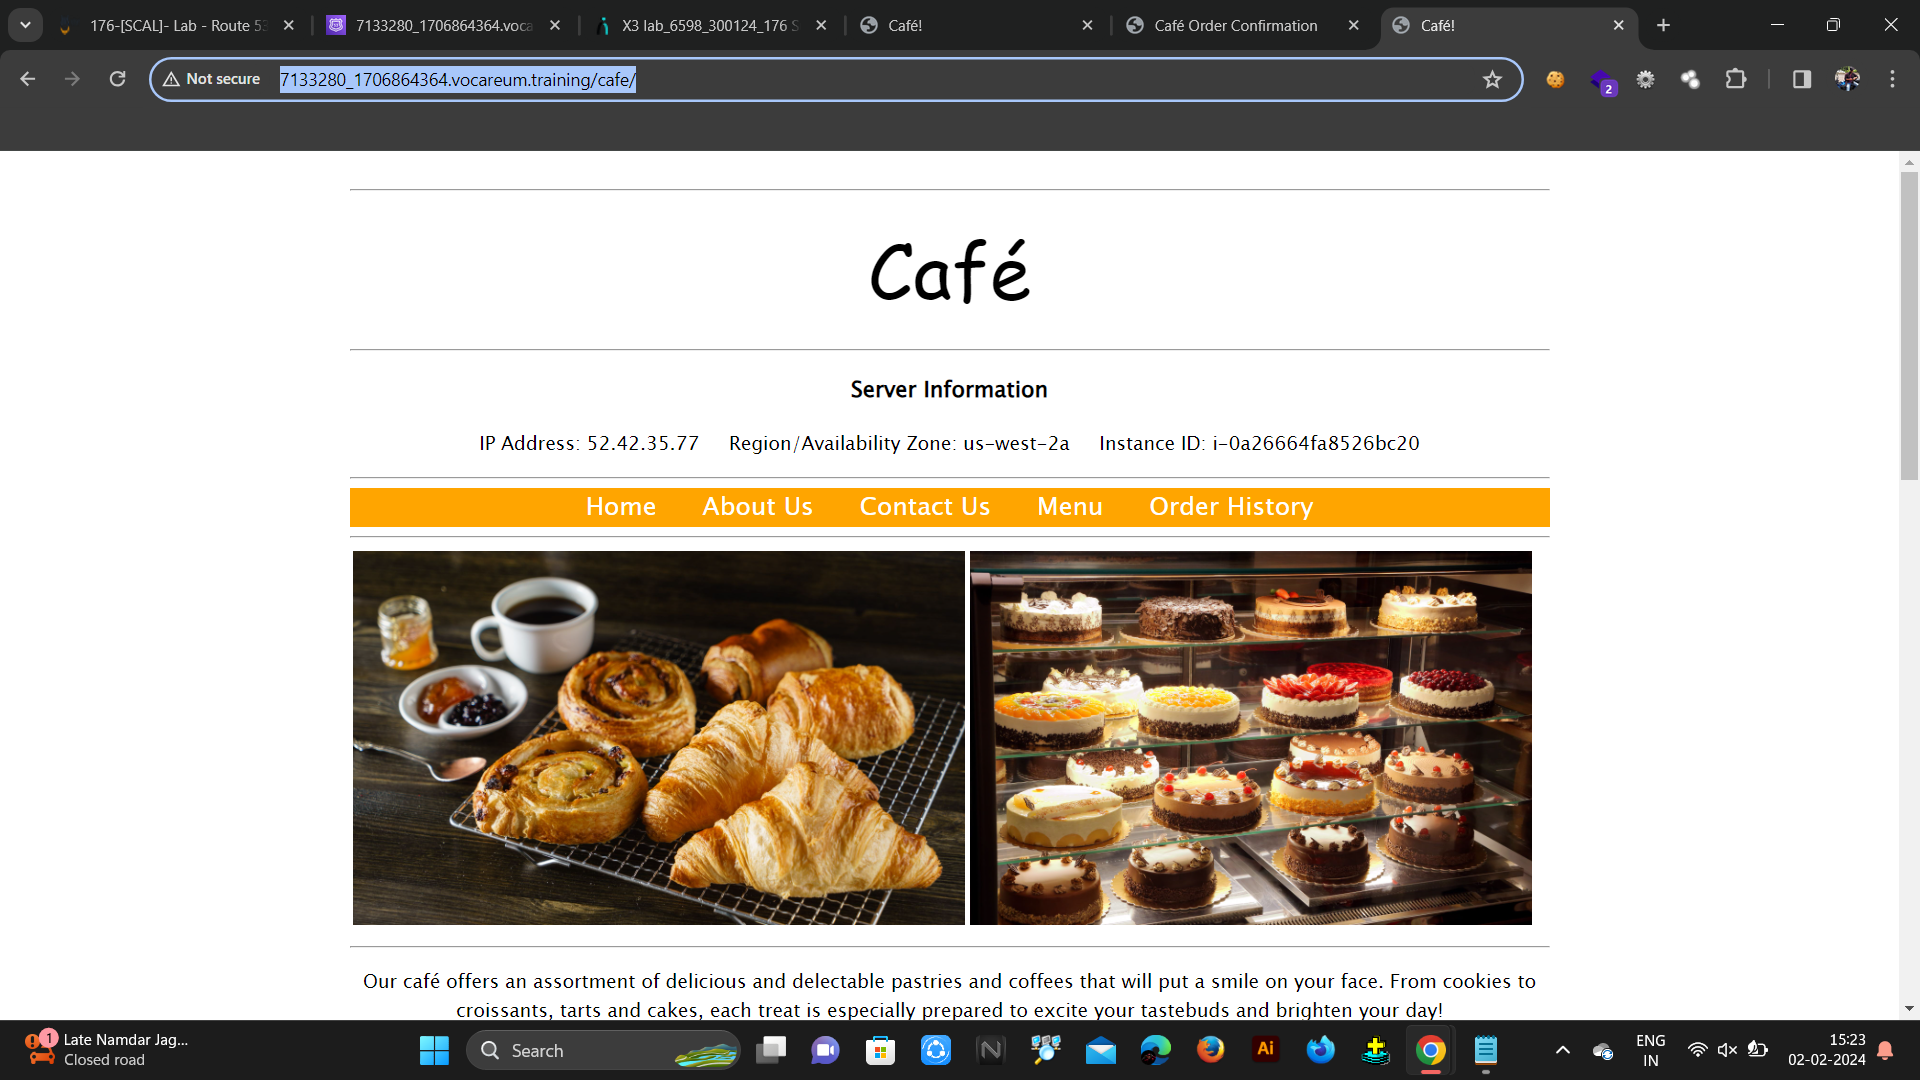 176-[SCAL]- Lab - Route 53
7133280_1706864364.voca
X3 lab_6598_300124_176 S
Café!
Café Order Confirmation
Café!
Not secure
7133280_1706864364.vocareum.training/cafe/
2
Café
Server Information
IP Address: 52.42.35.77 Region/Availability Zone: us-west-2a Instance ID: i-0a26664fa8526bc20
Home About Us Contact Us Menu Order History
Our café offers an assortment of delicious and delectable pastries and coffees that will put a smile on your face. From cookies to
croissants, tarts and cakes, each treat is especially prepared to excite your tastebuds and brighten your day!
1
Late Namdar Jag...
Closed road
Search
N
Ai
ENG
IN
15:23
02-02-2024